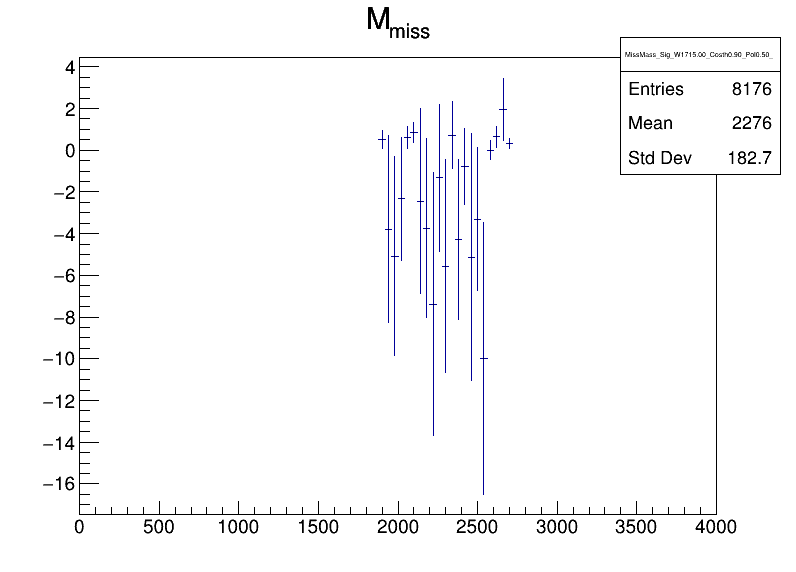 M_miss
MissMass_Sig_W1715.00_Costh0.90_Pol0.50_
Entries 8176
Mean 2276
Std Dev 182.7
4
2
0
−2
−4
−6
−8
−10
−12
−14
−16
0 500 1000 1500 2000 2500 3000 3500 4000